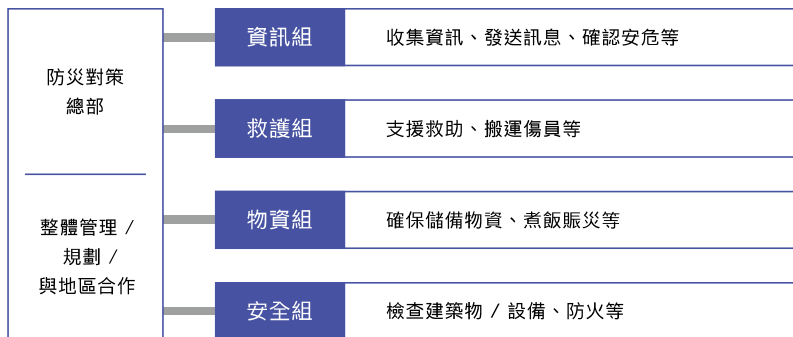 防災對策
總部
整體管理 /
規劃 /
與地區合作
資訊組
收集資訊、發送訊息、確認安危等
救護組
支援救助、搬運傷員等
物資組
確保儲備物資、煮飯賑災等
安全組
檢查建築物 / 設備、防火等